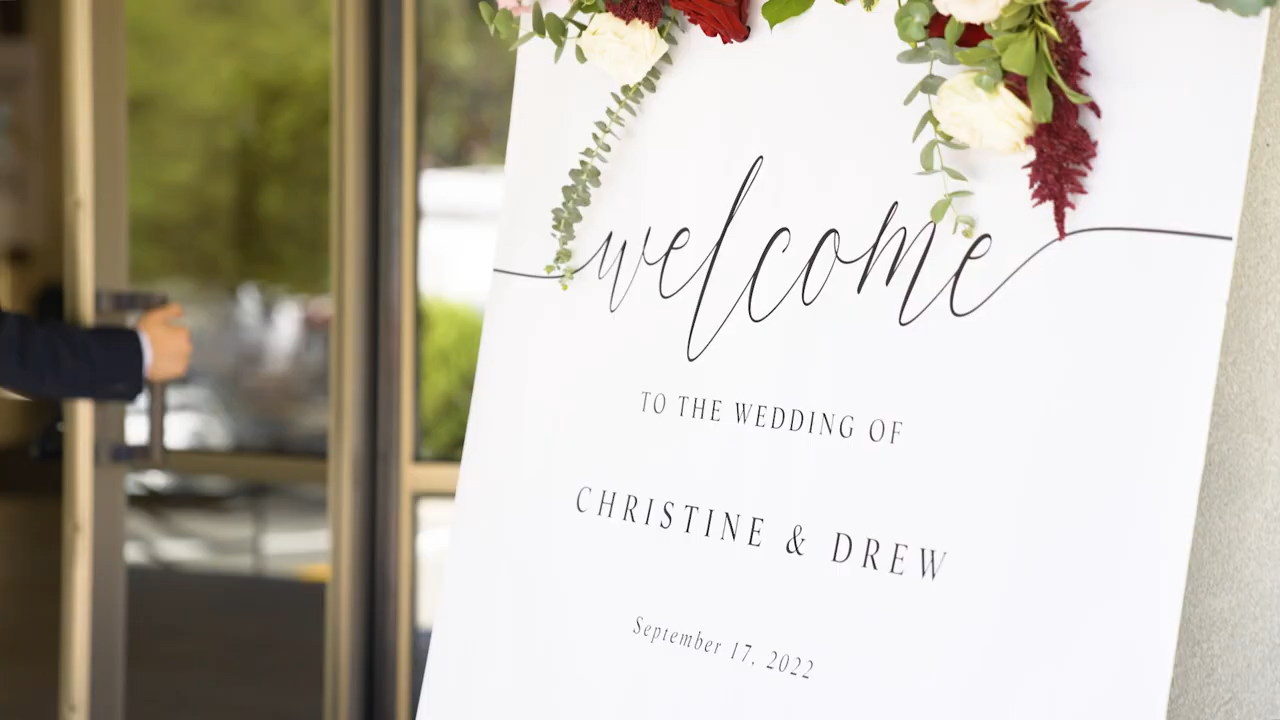 welcome
TO THE WEDDING OF
CHRISTINE & DREW
September 17, 2022